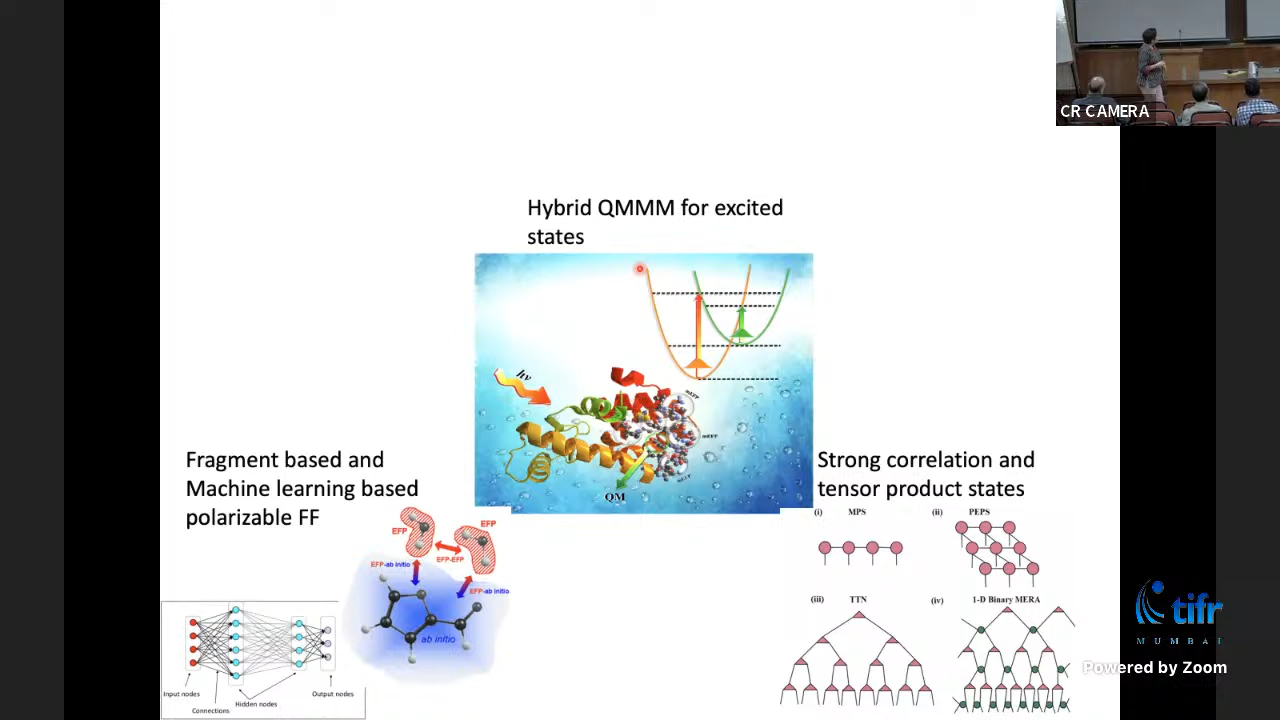 CR CAMERA
Hybrid QMMM for excited
states
hν
mEFP
QM
Fragment based and
Machine learning based
polarizable FF
EFP
EFP
EFP-EFP
EFP-ab initio
EFP-ab initio
ab initio
Input nodes
Connections
Hidden nodes
Output nodes
Strong correlation and
tensor product states
(i) MPS
(ii) PEPS
(iii) TTN
(iv) 1-D Binary MERA
tifr
MUMBAI
Powered by Zoom